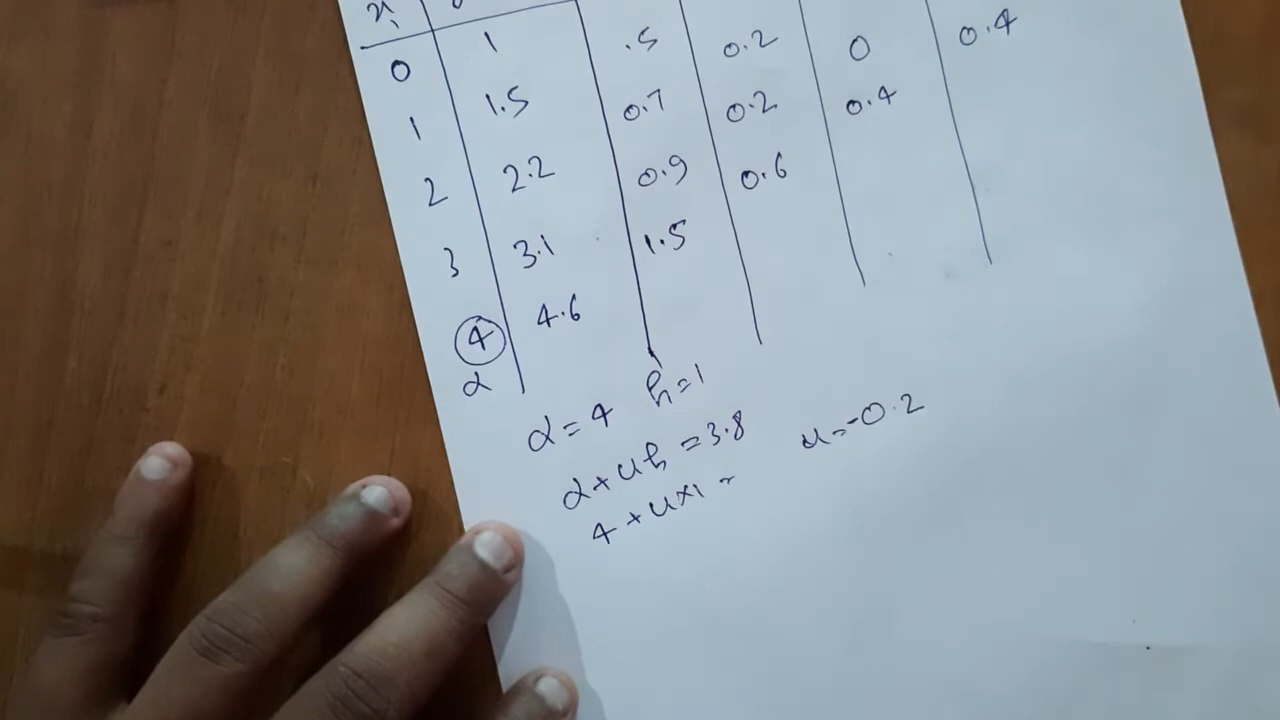 xi
0 1 .5 0.2 0 0.4
1 1.5 0.7 0.2 0.4
2 2.2 0.9 0.6
3 3.1 1.5
4 4.6
α
α=4 h=1
α+uh=3.8 u=-0.2
4+u×1=